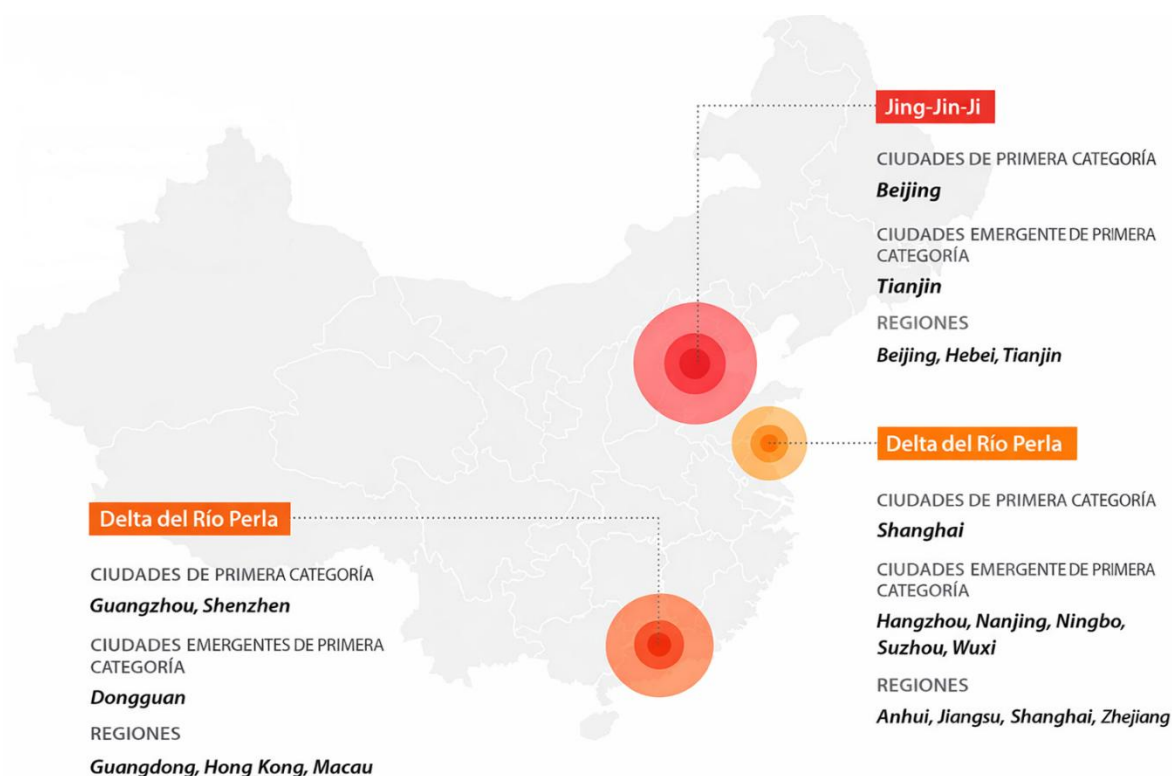 Jing-Jin-Ji
CIUDADES DE PRIMERA CATEGORÍA
Beijing
CIUDADES EMERGENTE DE PRIMERA
CATEGORÍA
Tianjin
REGIONES
Beijing, Hebei, Tianjin
Delta del Río Perla
CIUDADES DE PRIMERA CATEGORÍA
Shanghai
CIUDADES EMERGENTE DE PRIMERA
CATEGORÍA
Hangzhou, Nanjing, Ningbo,
Suzhou, Wuxi
REGIONES
Anhui, Jiangsu, Shanghai, Zhejiang
Delta del Río Perla
CIUDADES DE PRIMERA CATEGORÍA
Guangzhou, Shenzhen
CIUDADES EMERGENTES DE PRIMERA
CATEGORÍA
Dongguan
REGIONES
Guangdong, Hong Kong, Macau